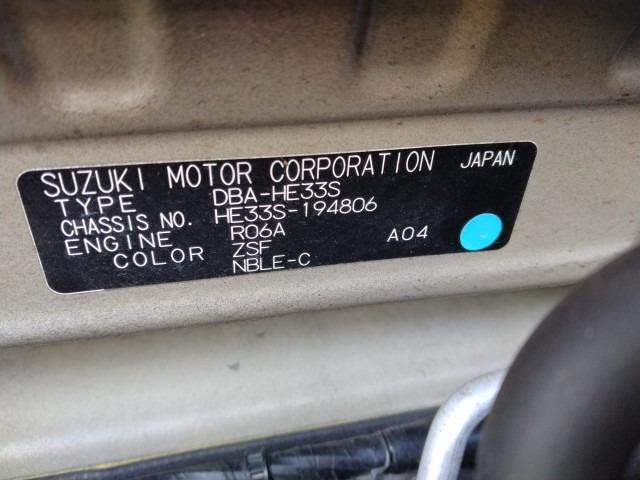 SUZUKI MOTOR CORPORATION JAPAN
TYPE DBA-HE33S
CHASSIS NO. HE33S-194806
ENGINE R06A A04
COLOR ZSF
NBLE-C